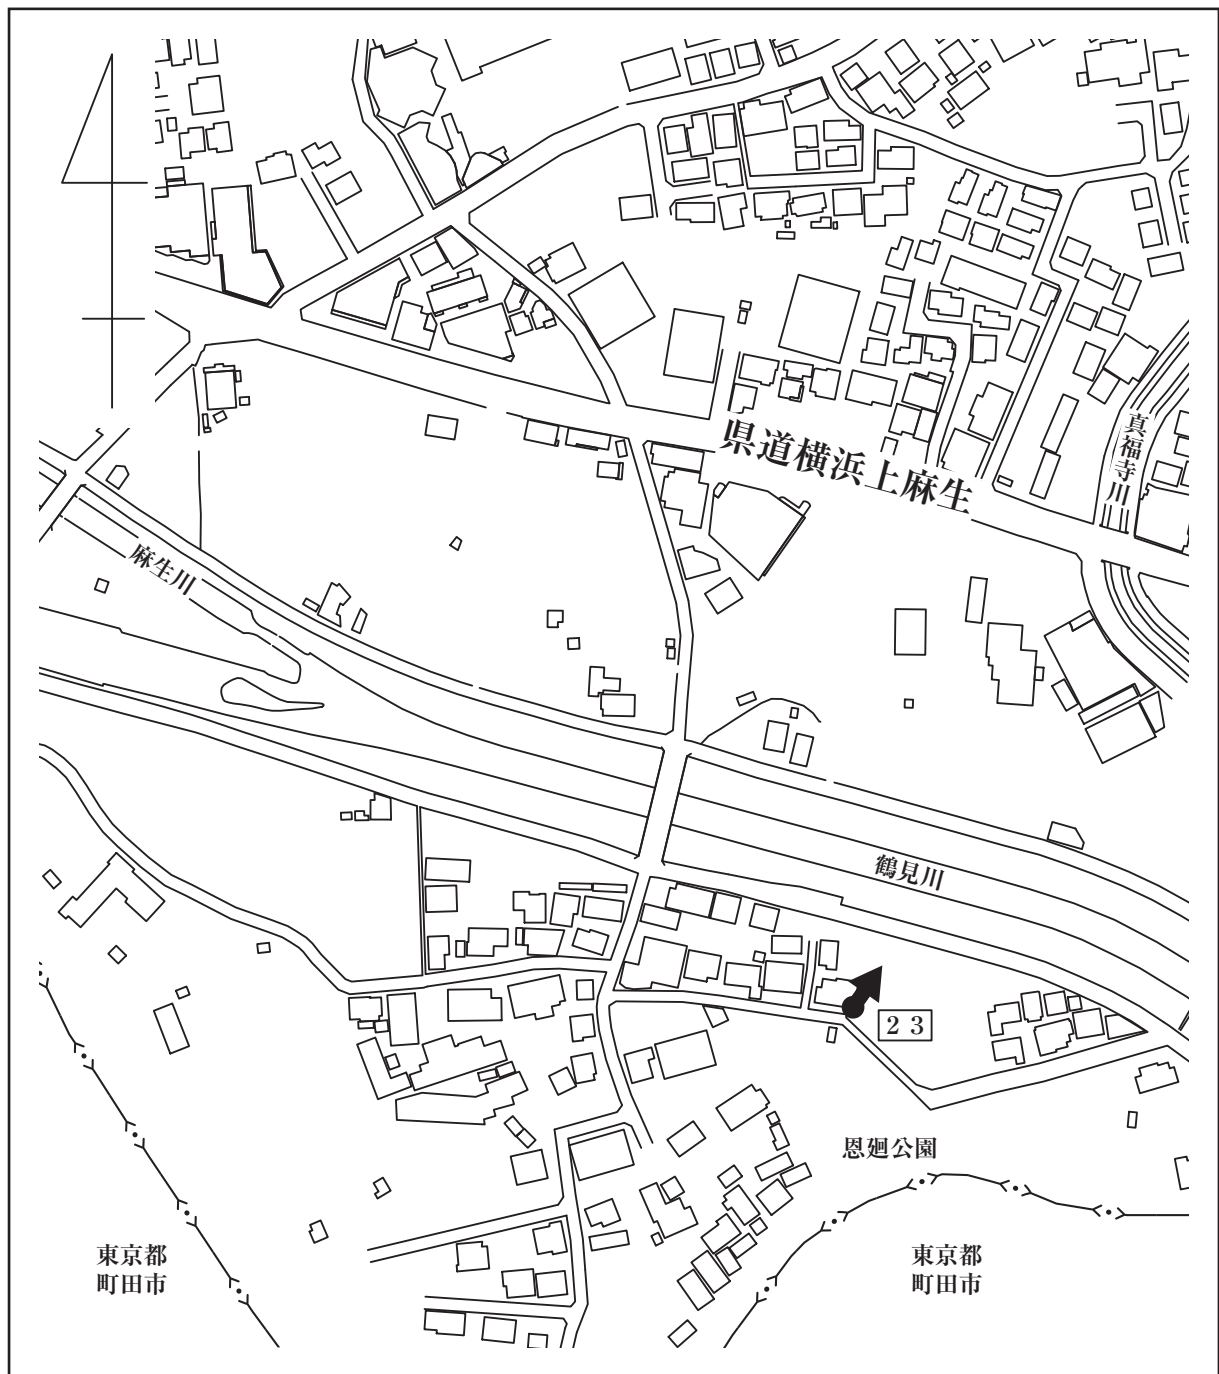 県道横浜上麻生
真福寺川
麻生川
鶴見川
23
恩廻公園
東京都
町田市
東京都
町田市